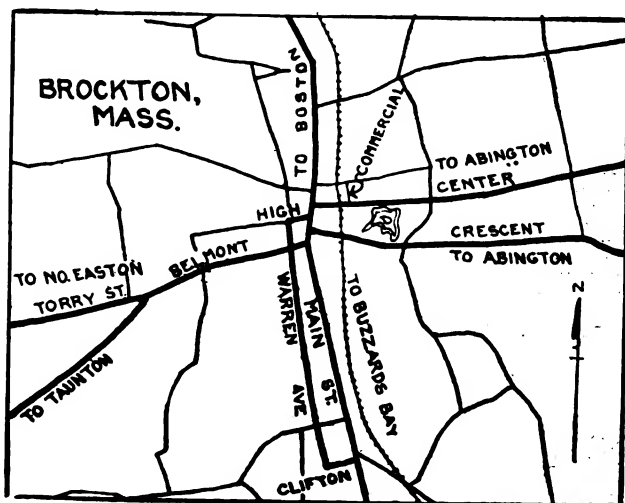 BROCKTON,
MASS.
TO BOSTON
COMMERCIAL
TO ABINGTON
CENTER
HIGH
CRESCENT
TO ABINGTON
BELMONT
TO NO. EASTON
TORRY ST.
WARREN AVE
MAIN ST.
TO BUZZARDS BAY
N
TO TAUNTON
CLIFTON